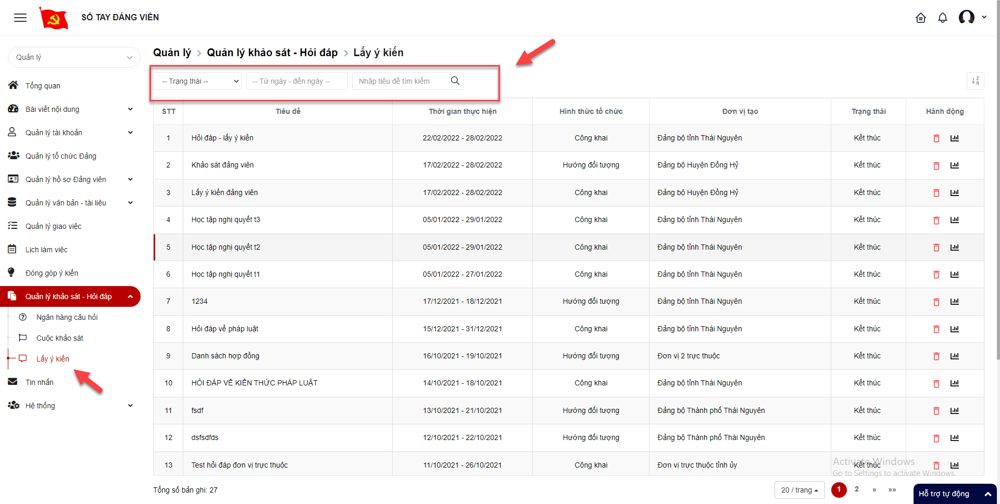 SỔ TAY ĐẢNG VIÊN
Quản lý
Tổng quan
Bài viết nội dung
Quản lý tài khoản
Quản lý tổ chức Đảng
Quản lý hồ sơ Đảng viên
Quản lý văn bản - tài liệu
Quản lý giao việc
Lịch làm việc
Đóng góp ý kiến
Quản lý khảo sát - Hỏi đáp
Ngân hàng câu hỏi
Cuộc khảo sát
Lấy ý kiến
Tin nhắn
Hệ thống
Quản lý > Quản lý khảo sát - Hỏi đáp > Lấy ý kiến
-- Trạng thái -- -- Từ ngày - đến ngày -- Nhập tiêu đề tìm kiếm
STT Tiêu đề Thời gian thực hiện Hình thức tổ chức Đơn vị tạo Trạng thái Hành động
1 Hỏi đáp - lấy ý kiến 22/02/2022 - 28/02/2022 Công khai Đảng bộ tỉnh Thái Nguyên Kết thúc
2 Khảo sát đảng viên 17/02/2022 - 28/02/2022 Hướng đối tượng Đảng bộ Huyện Đồng Hỷ Kết thúc
3 Lấy ý kiến đảng viên 17/02/2022 - 28/02/2022 Công khai Đảng bộ Huyện Đồng Hỷ Kết thúc
4 Học tập nghị quyết t3 05/01/2022 - 29/01/2022 Công khai Đảng bộ tỉnh Thái Nguyên Kết thúc
5 Học tập nghị quyết t2 05/01/2022 - 29/01/2022 Công khai Đảng bộ tỉnh Thái Nguyên Kết thúc
6 Học tập nghị quyết t1 05/01/2022 - 27/01/2022 Công khai Đảng bộ tỉnh Thái Nguyên Kết thúc
7 1234 17/12/2021 - 18/12/2021 Hướng đối tượng Đảng bộ tỉnh Thái Nguyên Kết thúc
8 Hỏi đáp về pháp luật 15/12/2021 - 31/12/2021 Công khai Đảng bộ tỉnh Thái Nguyên Kết thúc
9 Danh sách hợp đồng 16/10/2021 - 19/10/2021 Hướng đối tượng Đơn vị 2 trực thuộc Kết thúc
10 HỎI ĐÁP VỀ KIẾN THỨC PHÁP LUẬT 14/10/2021 - 18/10/2021 Công khai Đảng bộ tỉnh Thái Nguyên Kết thúc
11 fsdf 13/10/2021 - 21/10/2021 Hướng đối tượng Đảng bộ Thành phố Thái Nguyên Kết thúc
12 dsfsdfds 12/10/2021 - 22/10/2021 Hướng đối tượng Đảng bộ Thành phố Thái Nguyên Kết thúc
13 Test hỏi đáp đơn vị trực thuộc 11/10/2021 - 26/10/2021 Công khai Đơn vị trực thuộc tỉnh ủy Kết thúc
Activate Windows
Go to Settings to activate Windows.
Tổng số bản ghi: 27
20 / trang 1 2 » »»
Hỗ trợ tự động